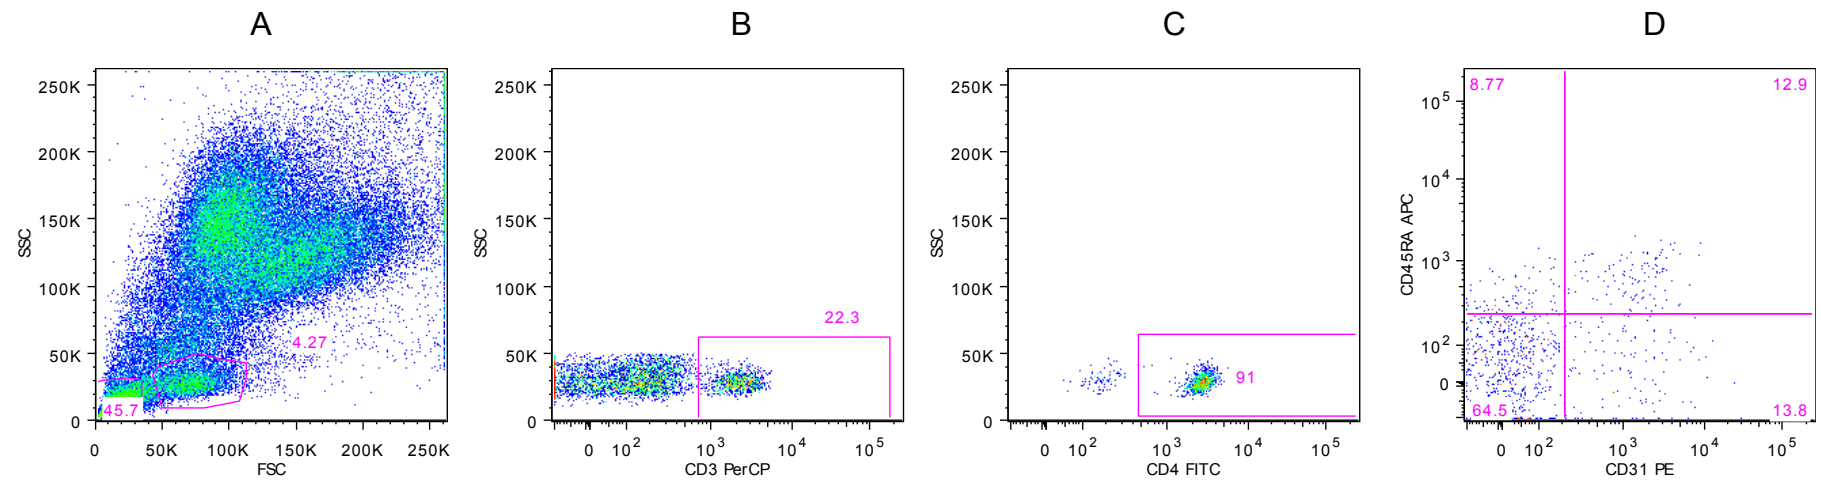 A B C D
250K
200K
150K
100K
50K
0
SSC
4.27
45.7
0 50K 100K 150K 200K 250K
FSC
250K
200K
150K
100K
50K
0
SSC
22.3
0 10^2 10^3 10^4 10^5
CD3 PerCP
250K
200K
150K
100K
50K
0
SSC
91
0 10^2 10^3 10^4 10^5
CD4 FITC
8.77 12.9
10^5
10^4
10^3
10^2
0
CD45RA APC
64.5 13.8
0 10^2 10^3 10^4 10^5
CD31 PE